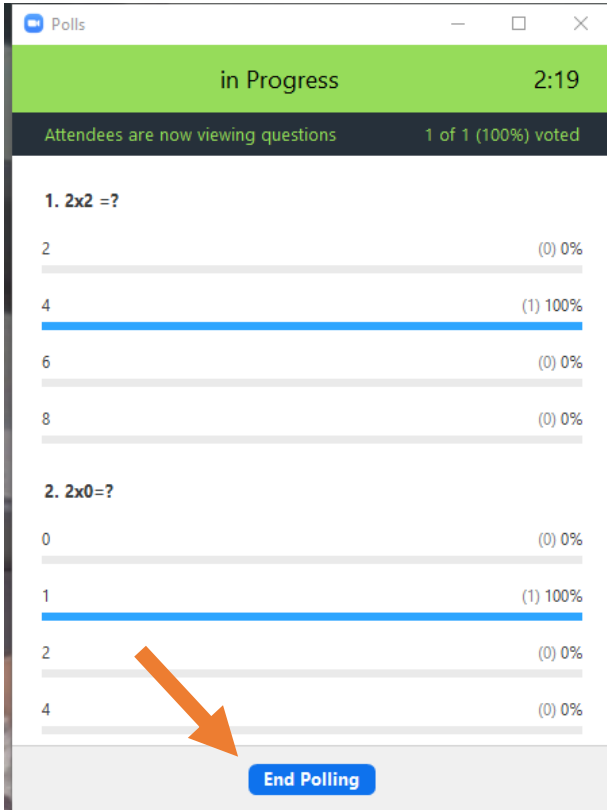 Polls
in Progress 2:19
Attendees are now viewing questions 1 of 1 (100%) voted
1. 2x2 =?
2 (0) 0%
4 (1) 100%
6 (0) 0%
8 (0) 0%
2. 2x0=?
0 (0) 0%
1 (1) 100%
2 (0) 0%
4 (0) 0%
End Polling